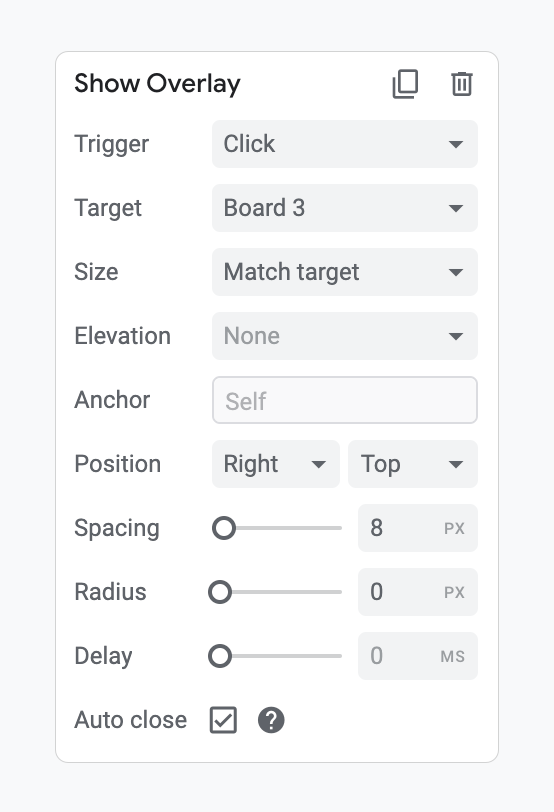 Show Overlay
Trigger Click
Target Board 3
Size Match target
Elevation None
Anchor Self
Position Right Top
Spacing 8 PX
Radius 0 PX
Delay 0 MS
Auto close ?